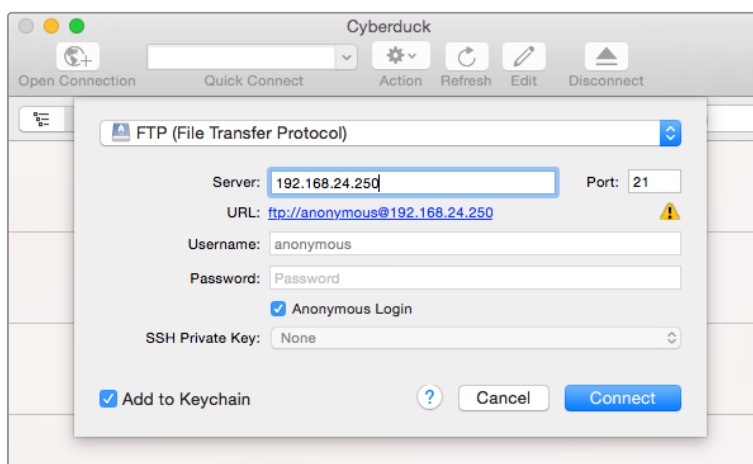 Cyberduck
Open Connection Quick Connect Action Refresh Edit Disconnect
FTP (File Transfer Protocol)
Server: 192.168.24.250 Port: 21
URL: ftp://anonymous@192.168.24.250
Username: anonymous
Password: Password
Anonymous Login
SSH Private Key: None
Add to Keychain ? Cancel Connect